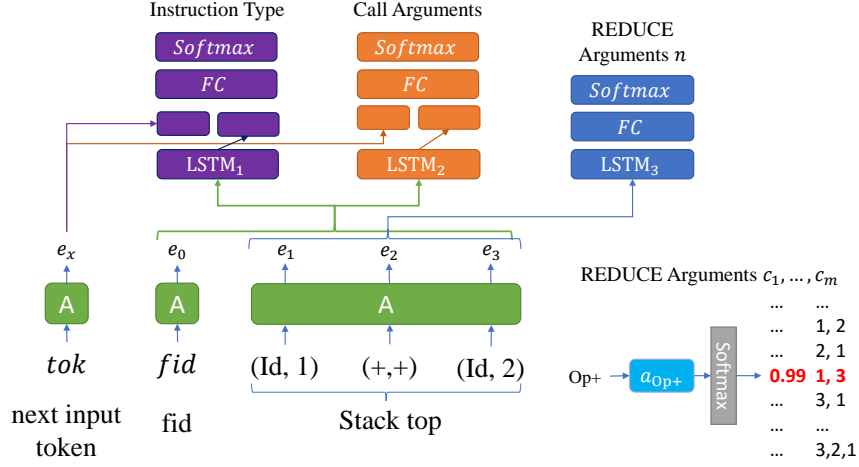 Instruction Type
Call Arguments
REDUCE
Arguments n
Softmax
Softmax
Softmax
FC
FC
FC
LSTM₁
LSTM₂
LSTM₃
eₓ
e₀
e₁
e₂
e₃
A
A
A
tok
fid
(Id, 1)
(+,+)
(Id, 2)
next input
token
fid
Stack top
REDUCE Arguments c₁, … , cₘ
... ...
... 1, 2
... 2, 1
0.99 1, 3
... 3, 1
... ...
... 3,2,1
Op+
a_Op+
Softmax